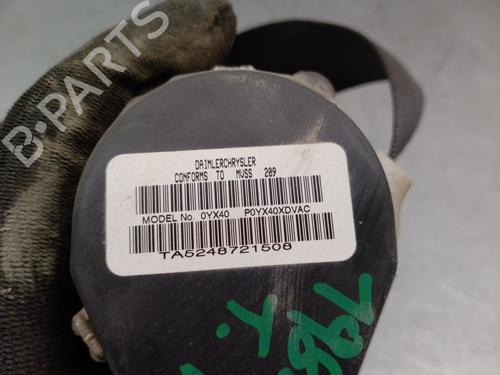 B-Parts
DAIMLERCHRYSLER
CONFORMS TO MVSS 209
MODEL No. 0YX40 P0YX40XDVAC
TA5248721508